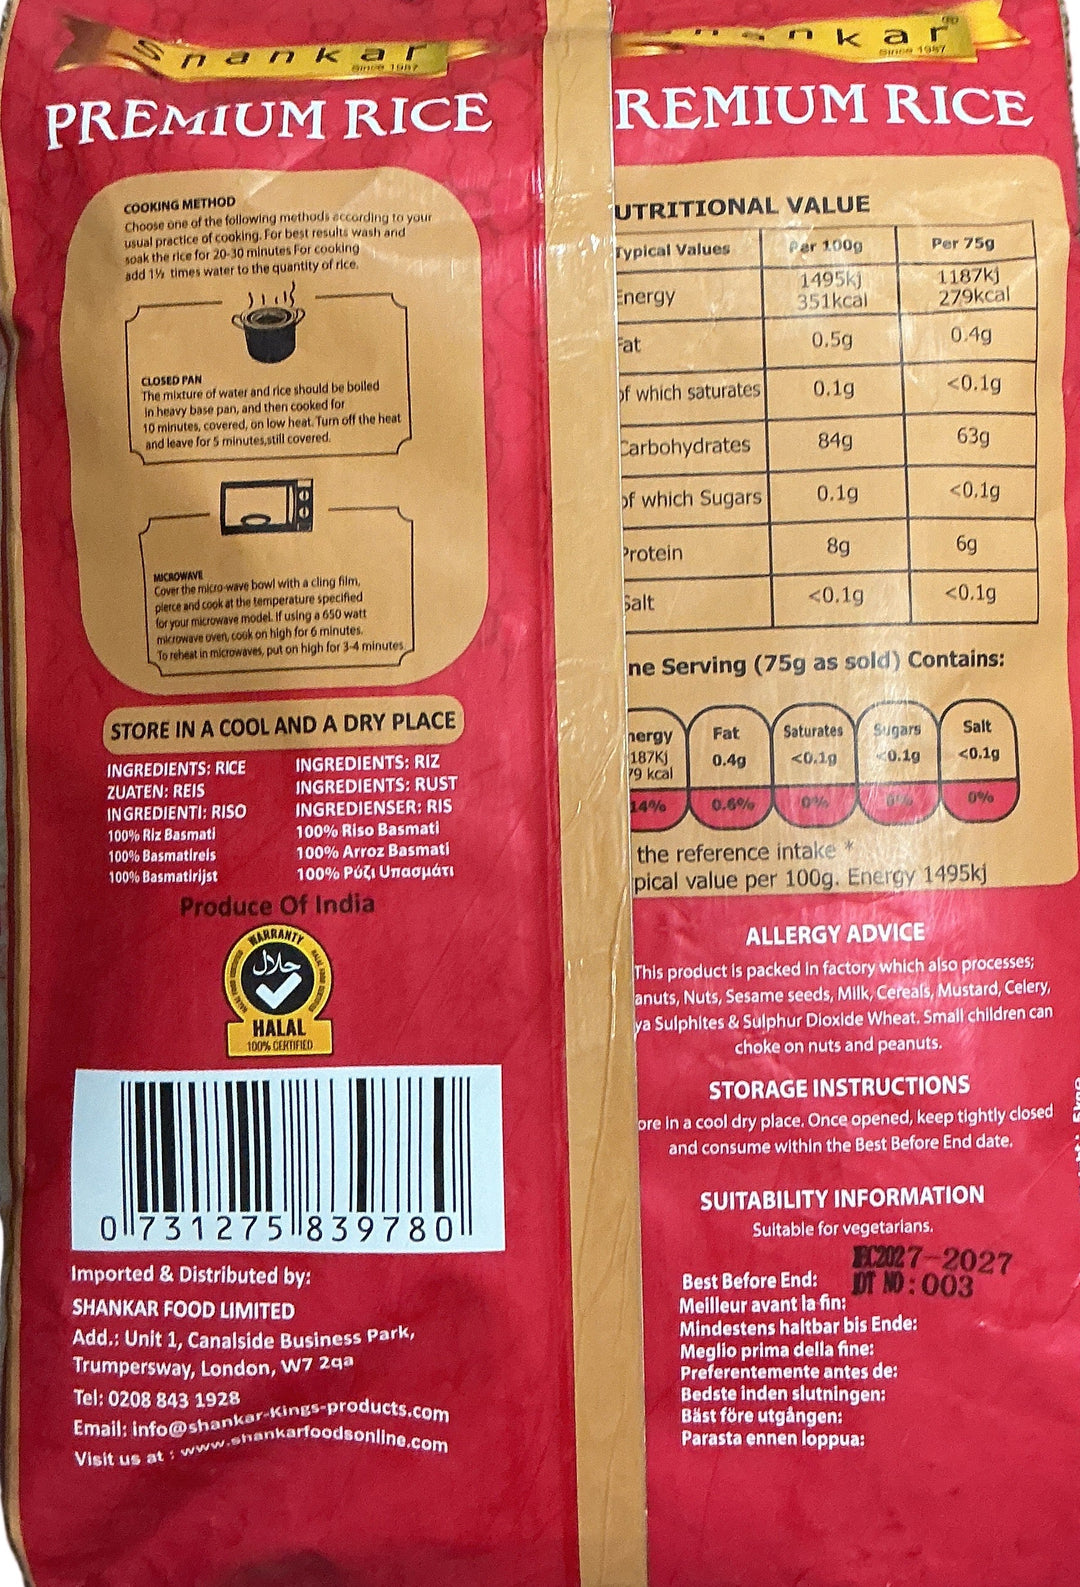 Shankar
Since 1987
PREMIUM RICE
COOKING METHOD
Choose one of the following methods according to your
usual practice of cooking. For best results wash and
soak the rice for 20-30 minutes For cooking
add 1½ times water to the quantity of rice.
CLOSED PAN
The mixture of water and rice should be boiled
in heavy base pan, and then cooked for
10 minutes, covered, on low heat. Turn off the heat
and leave for 5 minutes,still covered.
MICROWAVE
Cover the micro-wave bowl with a cling film,
pierce and cook at the temperature specified
for your microwave model. If using a 650 watt
microwave oven, cook on high for 6 minutes.
To reheat in microwaves, put on high for 3-4 minutes.
STORE IN A COOL AND A DRY PLACE
INGREDIENTS: RICE
ZUATEN: REIS
INGREDIENTI: RISO
100% Riz Basmati
100% Basmatireis
100% Basmatirijst
INGREDIENTS: RIZ
INGREDIENTS: RUST
INGREDIENSER: RIS
100% Riso Basmati
100% Arroz Basmati
100% Ρύζι Υπασμάτι
Produce Of India
WARRANTY
حلال
HALAL
100% CERTIFIED
0 731275 839780
Imported & Distributed by:
SHANKAR FOOD LIMITED
Add.: Unit 1, Canalside Business Park,
Trumpersway, London, W7 2qa
Tel: 0208 843 1928
Email: info@shankar-Kings-products.com
Visit us at : www.shankarfoodsonline.com
nkar®
Since 1987
REMIUM RICE
UTRITIONAL VALUE
Typical Values Per 100g Per 75g
Energy 1495kj 351kcal 1187kj 279kcal
Fat 0.5g 0.4g
of which saturates 0.1g <0.1g
Carbohydrates 84g 63g
of which Sugars 0.1g <0.1g
Protein 8g 6g
Salt <0.1g <0.1g
ne Serving (75g as sold) Contains:
nergy 187Kj 79 kcal 14%
Fat 0.4g 0.6%
Saturates <0.1g 0%
Sugars <0.1g 0%
Salt <0.1g 0%
the reference intake *
pical value per 100g. Energy 1495kj
ALLERGY ADVICE
This product is packed in factory which also processes;
anuts, Nuts, Sesame seeds, Milk, Cereals, Mustard, Celery,
ya Sulphites & Sulphur Dioxide Wheat. Small children can
choke on nuts and peanuts.
STORAGE INSTRUCTIONS
ore in a cool dry place. Once opened, keep tightly closed
and consume within the Best Before End date.
SUITABILITY INFORMATION
Suitable for vegetarians.
Best Before End:
-2027
NO: 003
Meilleur avant la fin:
Mindestens haltbar bis Ende:
Meglio prima della fine:
Preferentemente antes de:
Bedste inden slutningen:
Bäst före utgången:
Parasta ennen loppua: